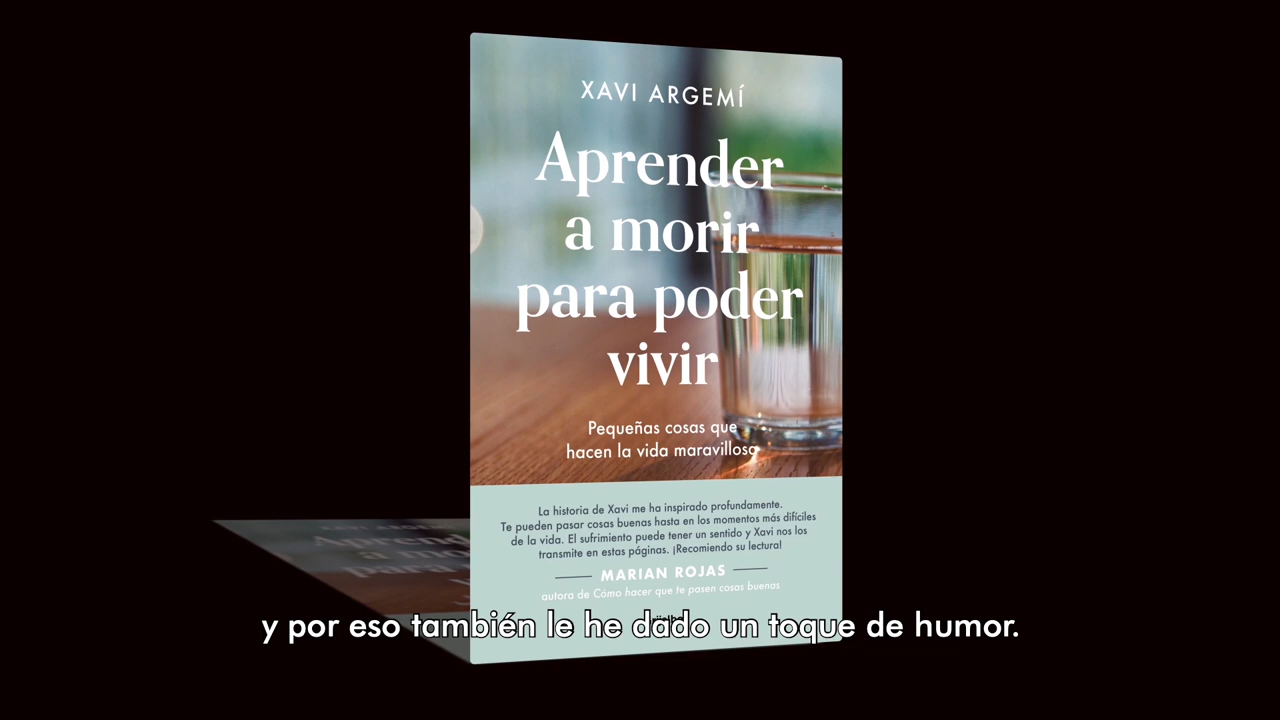 XAVI ARGEMÍ
Aprender
a morir
para poder
vivir
Pequeñas cosas que
hacen la vida maravillosa
La historia de Xavi me ha inspirado profundamente.
Te pueden pasar cosas buenas hasta en los momentos más difíciles
de la vida. El sufrimiento puede tener un sentido y Xavi nos los
transmite en estas páginas. ¡Recomiendo su lectura!
MARIAN ROJAS
autora de Cómo hacer que te pasen cosas buenas
y por eso también le he dado un toque de humor.